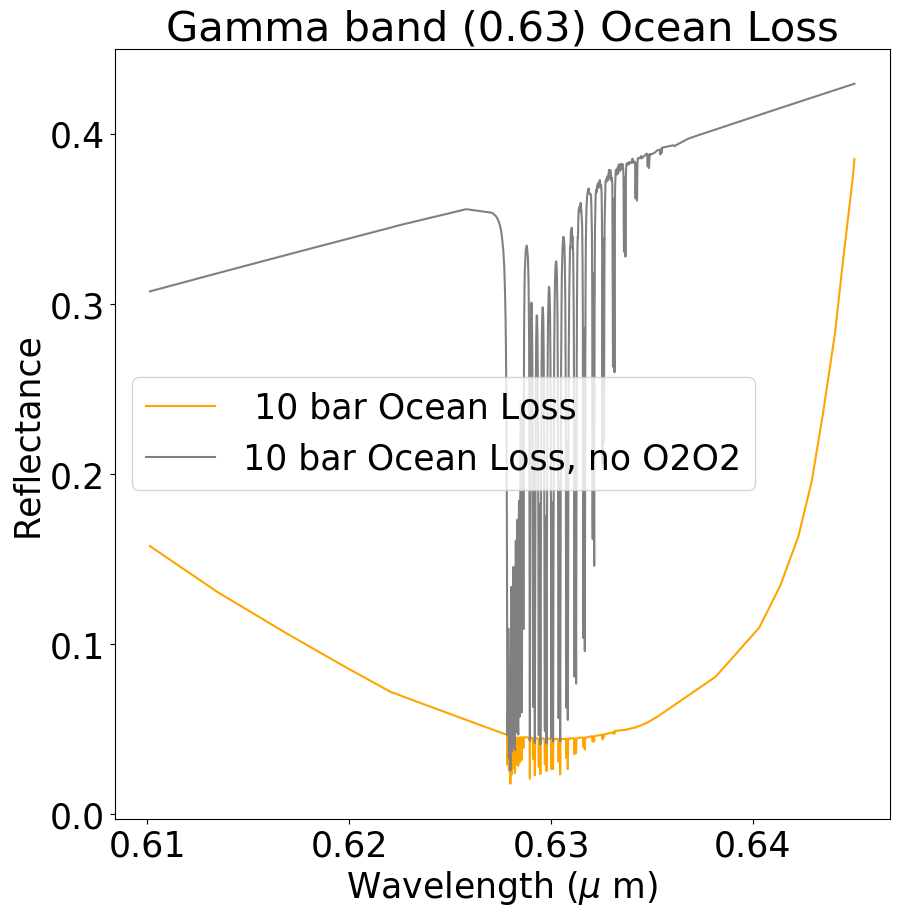 Gamma band (0.63) Ocean Loss
0.4
0.3
0.2
0.1
0.0
Reflectance
10 bar Ocean Loss
10 bar Ocean Loss, no O2O2
0.61 0.62 0.63 0.64
Wavelength (μ m)